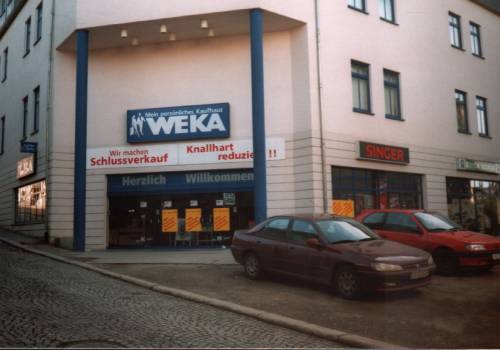 Mein persönliches Kaufhaus
WEKA
Wir machen
Schlussverkauf
Knallhart
reduziert !!
Herzlich Willkommen
SINGER